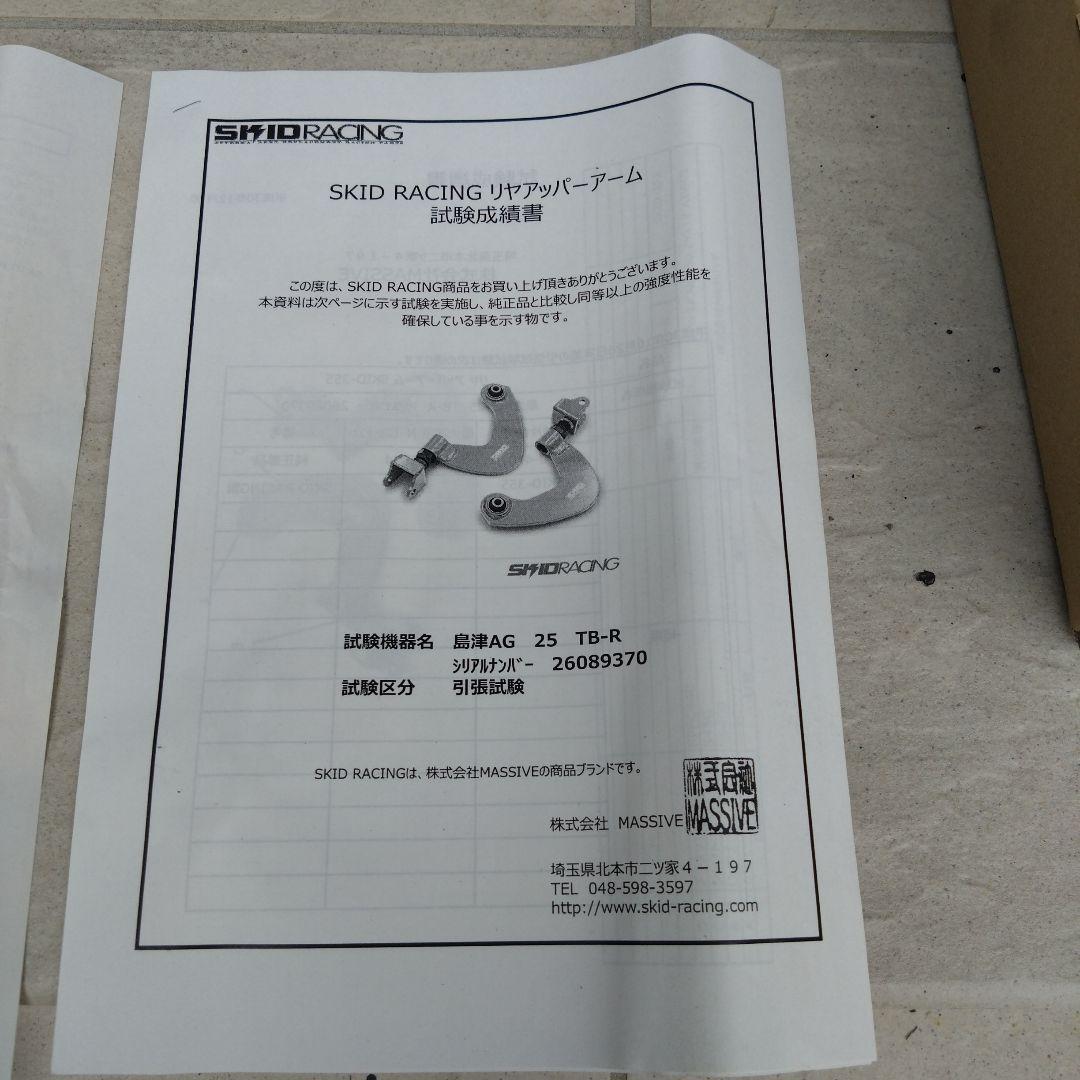 SKIDRACING
SKID RACING リヤアッパーアーム
試験成績書
この度は、SKID RACING商品をお買い上げ頂きありがとうございます。
本資料は次ページに示す試験を実施し、純正品と比較し同等以上の強度性能を
確保している事を示す物です。
SKIDRACING
試験機器名 島津AG 25 TB-R
ｼﾘｱﾙﾅﾝﾊﾞｰ 26089370
試験区分 引張試験
SKID RACINGは、株式会社MASSIVEの商品ブランドです。
株式会社 MASSIVE
株式会社
MASSIVE
埼玉県北本市二ツ家４－１９７
TEL 048-598-3597
http://www.skid-racing.com